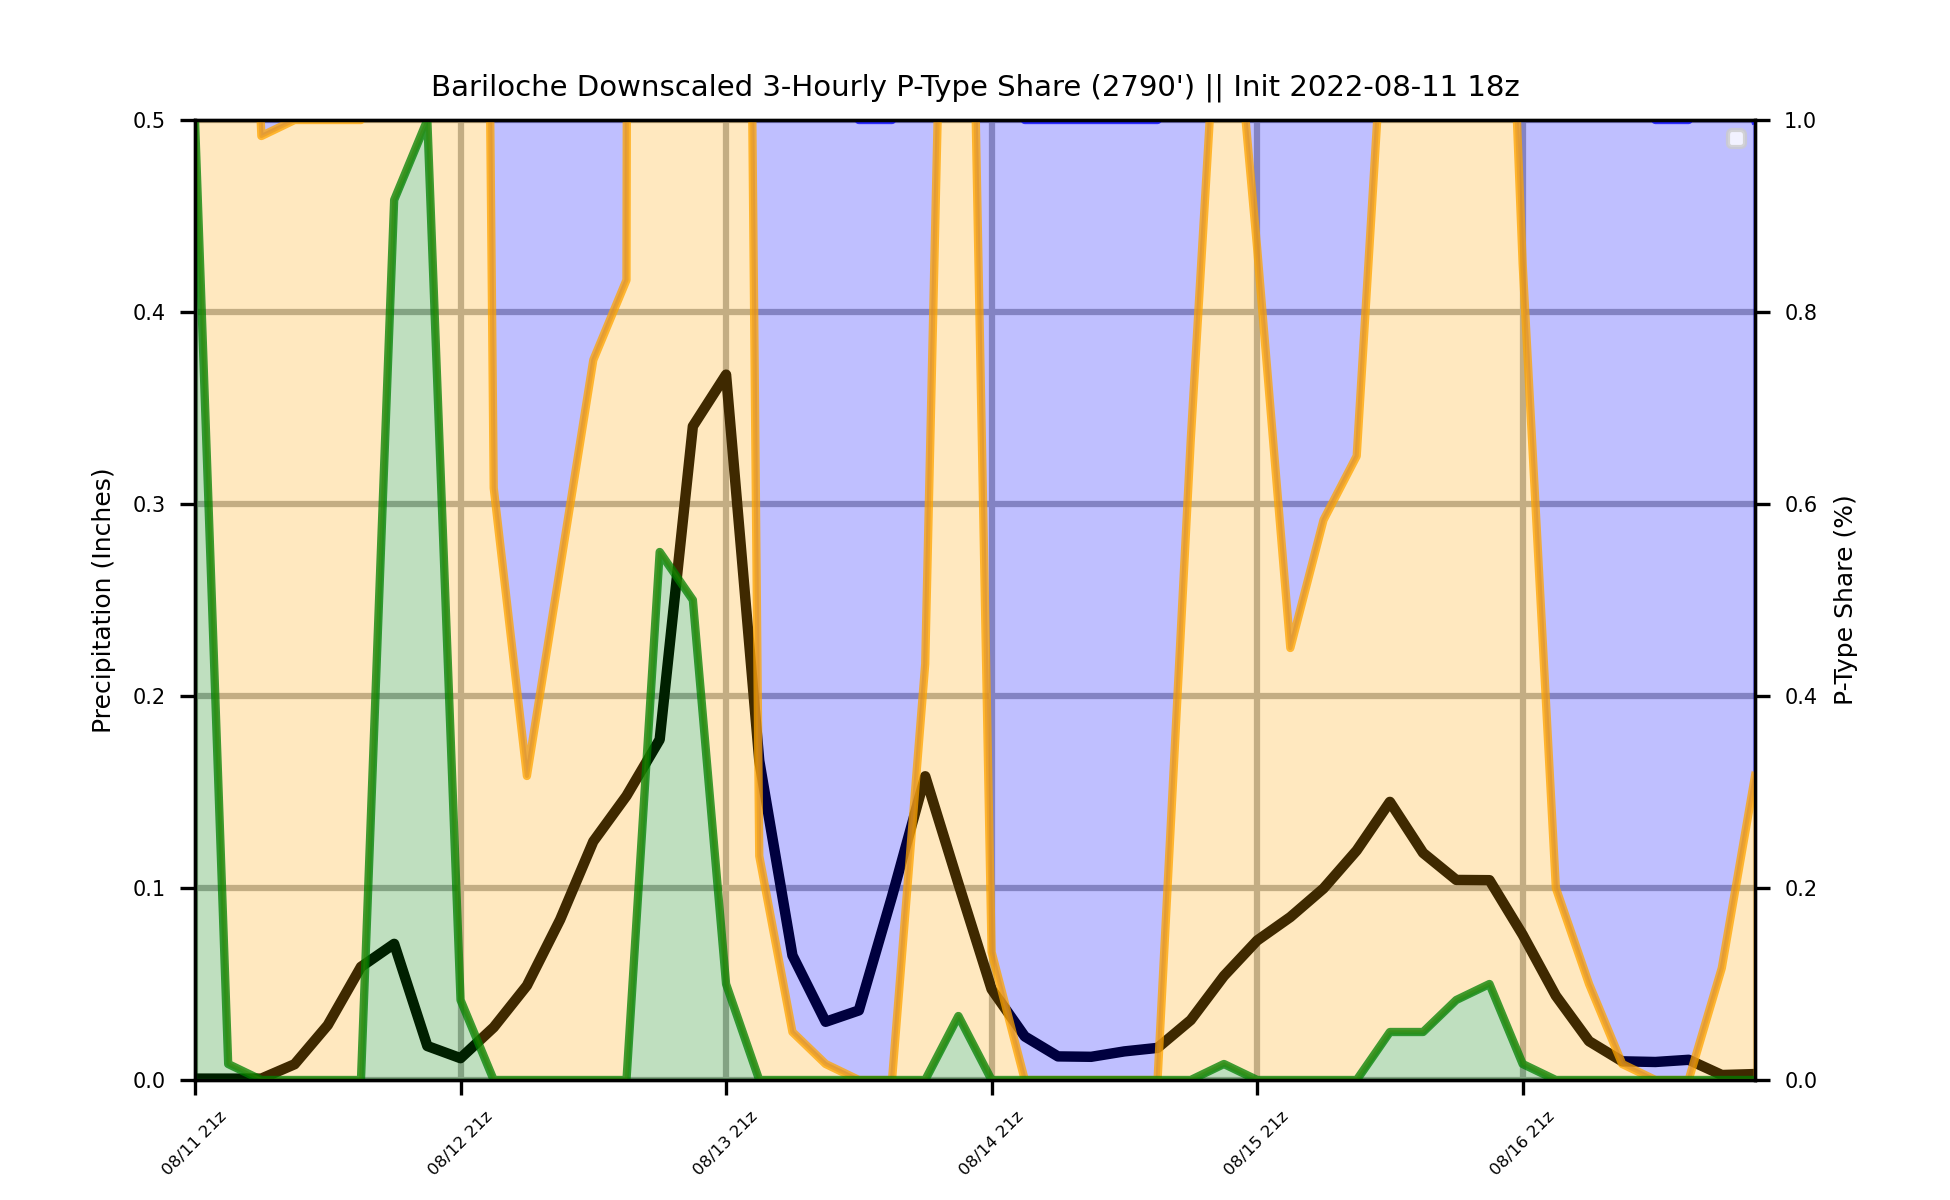 Bariloche Downscaled 3-Hourly P-Type Share (2790') || Init 2022-08-11 18z
0.5
0.4
0.3
0.2
0.1
0.0
Precipitation (Inches)
1.0
0.8
0.6
0.4
0.2
0.0
P-Type Share (%)
08/11 21z
08/12 21z
08/13 21z
08/14 21z
08/15 21z
08/16 21z